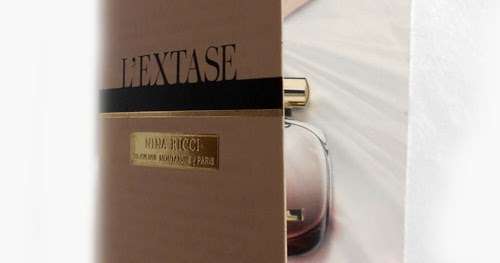 L'EXTASE
NINA RICCI
AVENUE MONTAIGNE, PARIS